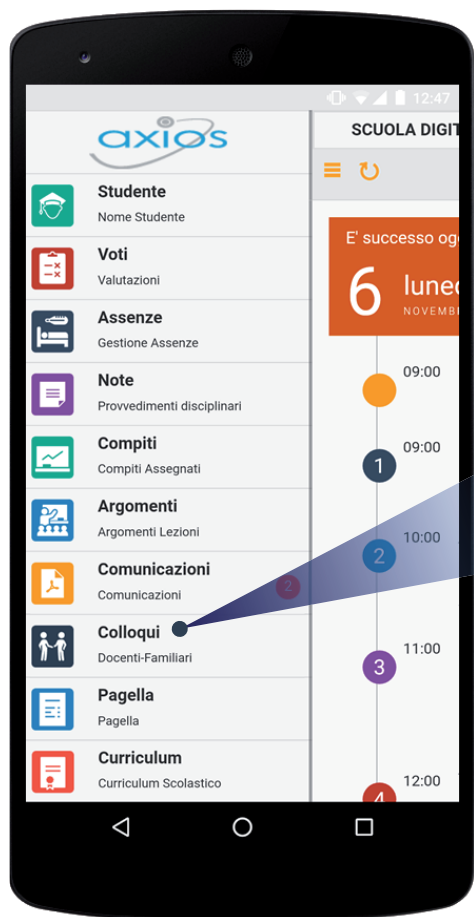 12:47
axios
SCUOLA DIGIT
Studente
Nome Studente
Voti
Valutazioni
Assenze
Gestione Assenze
Note
Provvedimenti disciplinari
Compiti
Compiti Assegnati
Argomenti
Argomenti Lezioni
Comunicazioni
Comunicazioni
2
Colloqui
Docenti-Familiari
Pagella
Pagella
Curriculum
Curriculum Scolastico
E' successo og
6 lune
NOVEMB
09:00
09:00
1
10:00
2
11:00
3
12:00
4